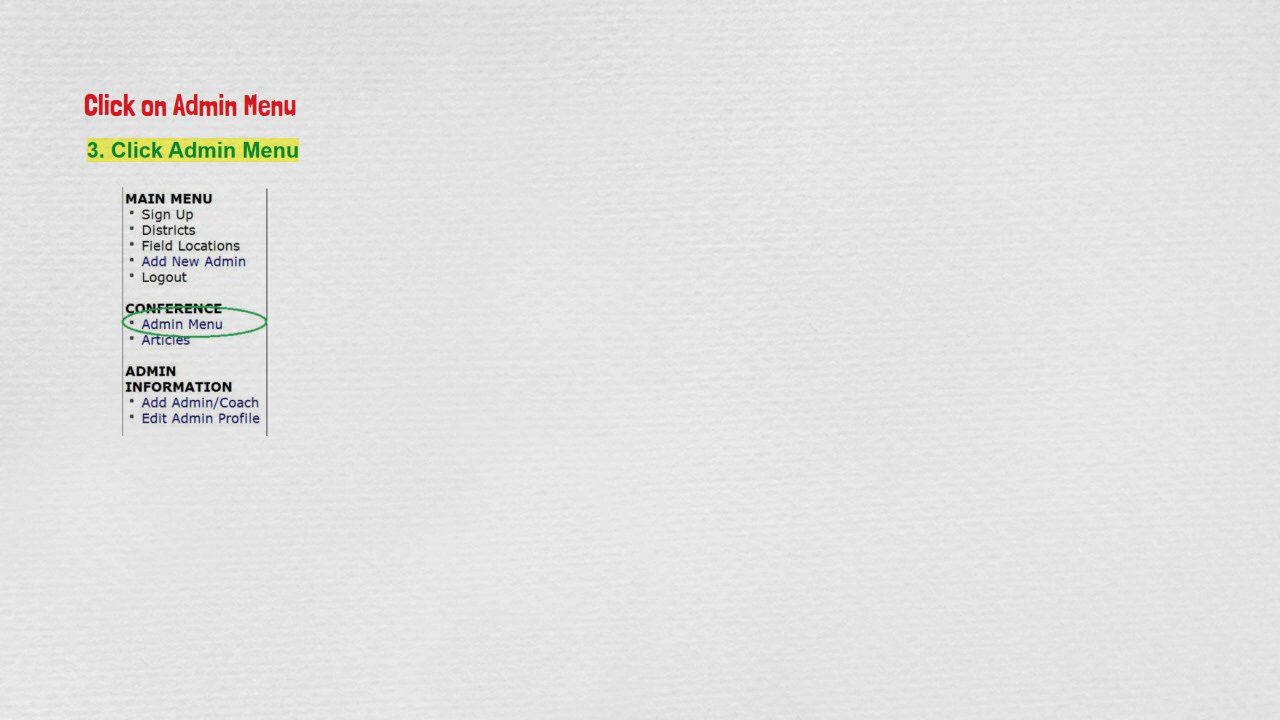 Click on Admin Menu
3. Click Admin Menu
MAIN MENU
Sign Up
Districts
Field Locations
Add New Admin
Logout
CONFERENCE
Admin Menu
Articles
ADMIN
INFORMATION
Add Admin/Coach
Edit Admin Profile